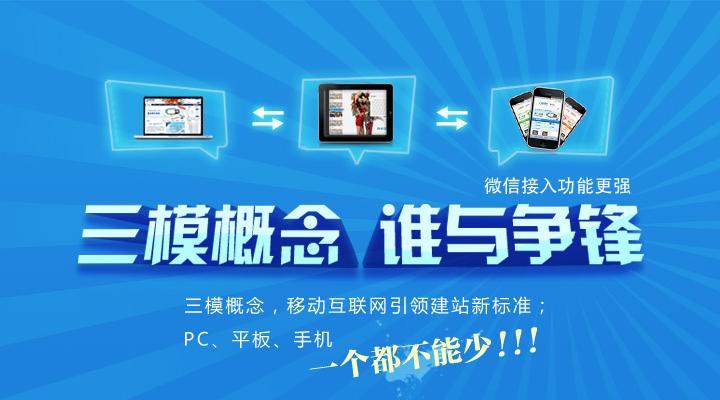 微信接入功能更强
三模概念 谁与争锋
三模概念，移动互联网引领建站新标准；
PC、平板、手机
一个都不能少!!!